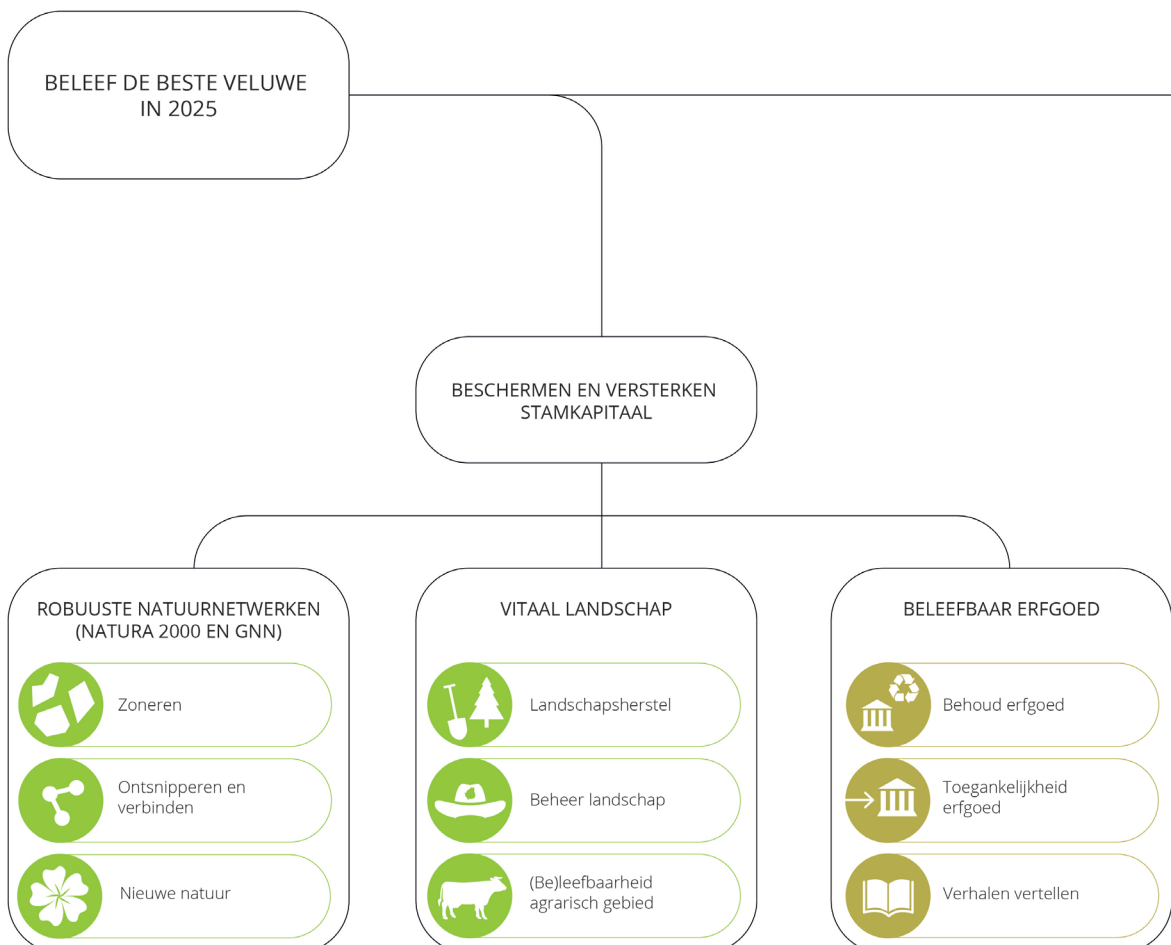 BELEEF DE BESTE VELUWE
IN 2025
BESCHERMEN EN VERSTERKEN
STAMKAPITAAL
ROBUUSTE NATUURNETWERKEN
(NATURA 2000 EN GNN)
Zoneren
Ontsnipperen en
verbinden
Nieuwe natuur
VITAAL LANDSCHAP
Landschapsherstel
Beheer landschap
(Be)leefbaarheid
agrarisch gebied
BELEEFBAAR ERFGOED
Behoud erfgoed
Toegankelijkheid
erfgoed
Verhalen vertellen